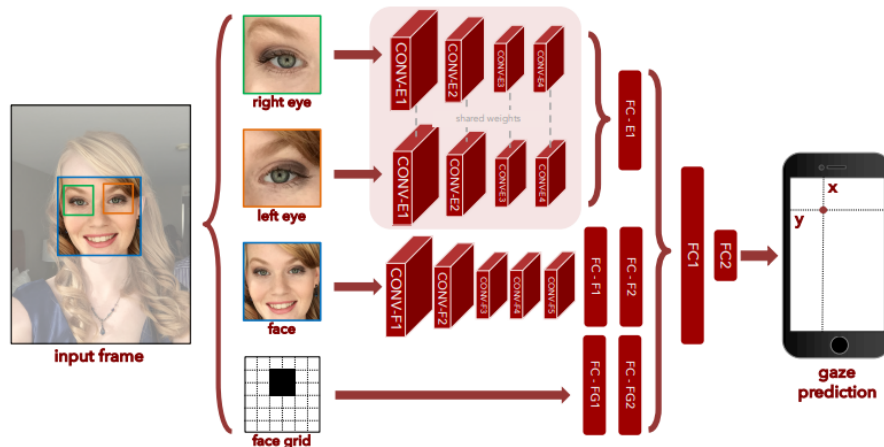 input frame
right eye
left eye
face
face grid
CONV-E1
CONV-E2
CONV-E3
CONV-E4
shared weights
CONV-E1
CONV-E2
CONV-E3
CONV-E4
FC - E1
CONV-F1
CONV-F2
CONV-F3
CONV-F4
CONV-F5
FC - F1
FC - F2
FC - FG1
FC - FG2
FC1
FC2
x
y
gaze
prediction